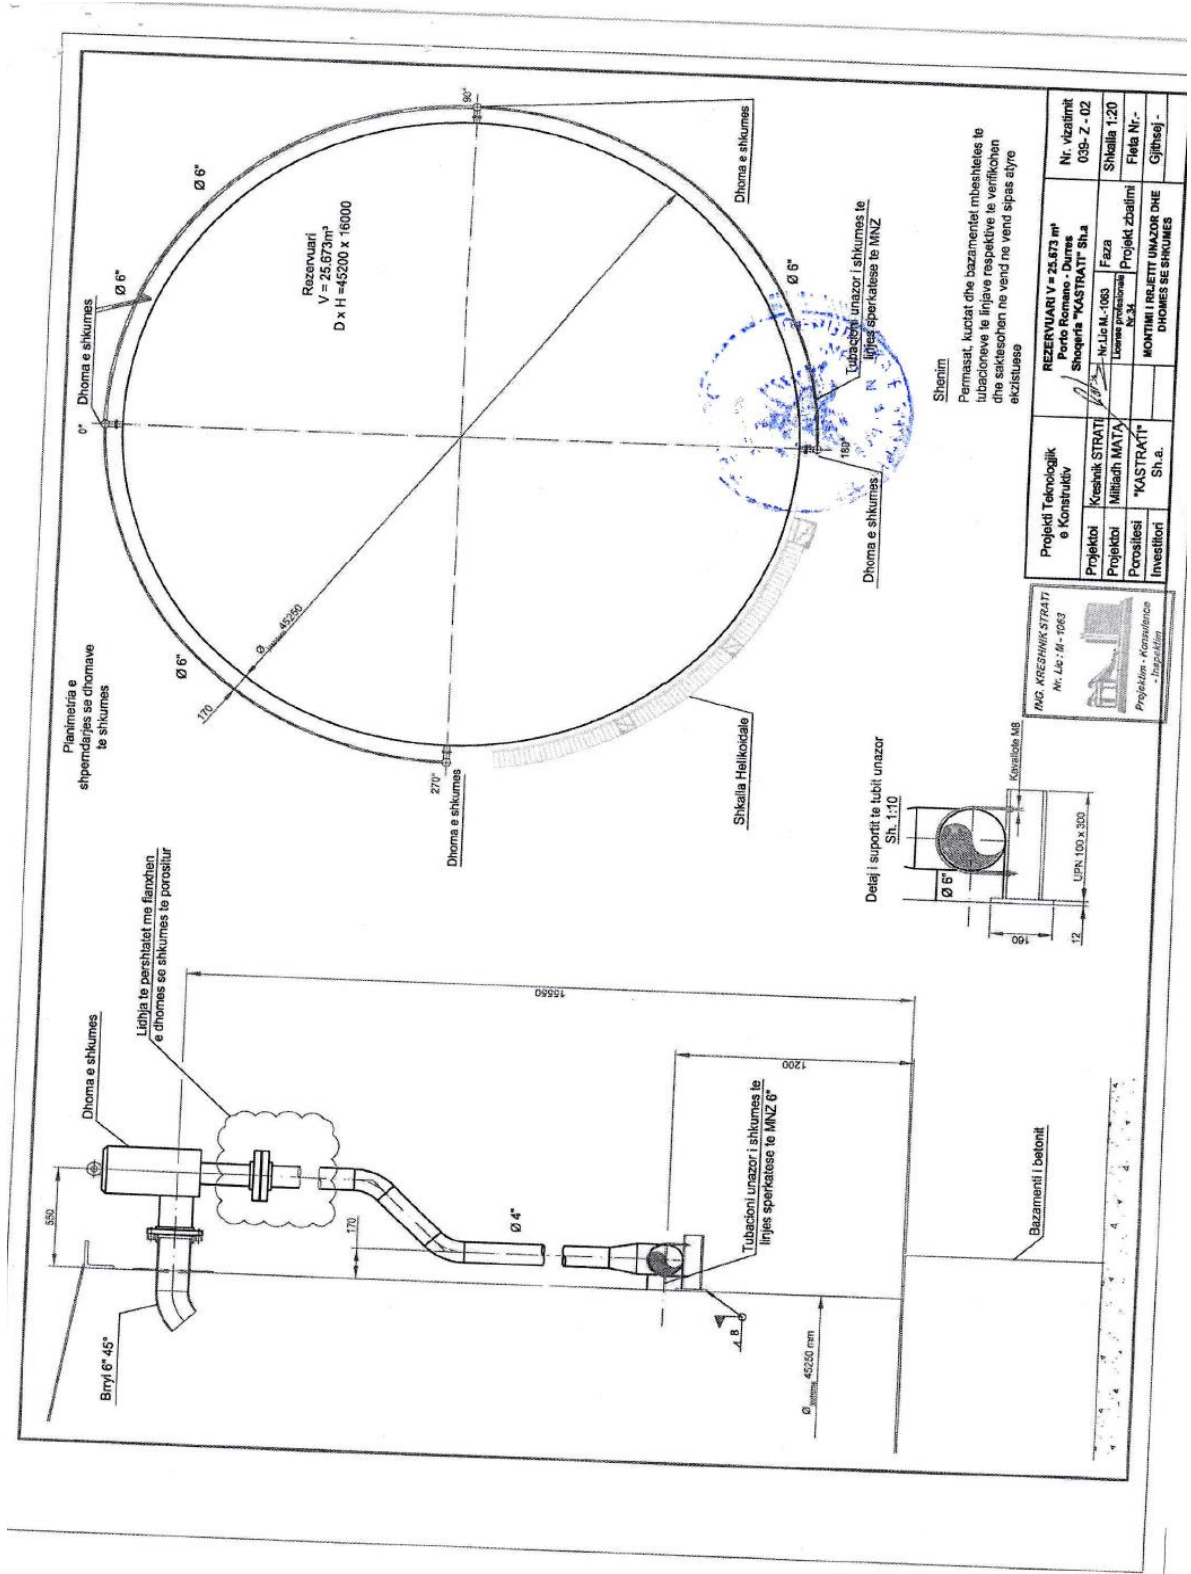 Planimetria e
shperndarjes se dhomave
te shkumes
Dhoma e shkumes
0°
Ø 6"
Ø 6"
90°
Rezervuari
V = 25.673m³
D x H =45200 x 16000
Dhoma e shkumes
Ø 6"
170
Ø 45250
270°
Dhoma e shkumes
Ø 6"
Tubacioni unazor i shkumes te
linjes sperkatese te MNZ
180°
Dhoma e shkumes
Shkalla Helikoidale
Shenim
Permasat, kuotat dhe bazamentet mbeshtetes te
tubacioneve te linjave respektive te verifikohen
dhe saktesohen ne vend ne vend sipas atyre
ekzistuese
Dhoma e shkumes
Lidhja te pershtatet me flanxhen
e dhomes se shkumes te porositur
550
Brryl 6" 45°
170
Ø 4"
15550
1200
Tubacioni unazor i shkumes te
linjes sperkatese te MNZ 6"
Ø 45250 mm
Bazamenti i betonit
Detaj i suportit te tubit unazor
Sh. 1:10
Ø 6"
Kavallote M8
160
12
UPN 100 x 300
ING. KRESHNIK STRATI
Nr. Lic : M - 1063
Projektim - Konsulence
- Inspektim
Projekti Teknologjik
e Konstruktiv
REZERVUARI V = 25.673 m³
Porto Romano - Durres
Shoqeria "KASTRATI" Sh.a
Nr. vizatimit
039- Z - 02
Projektoi Kreshnik STRATI Nr.Lic M.-1063 Faza Shkalla 1:20
Projektoi Miltiadh MATA License profesionale Nr.34 Projekt zbatimi Fleta Nr.-
Porositesi "KASTRATI"
Investitori Sh.a.
MONTIMI I RRJETIT UNAZOR DHE
DHOMES SE SHKUMES
Gjithsej -